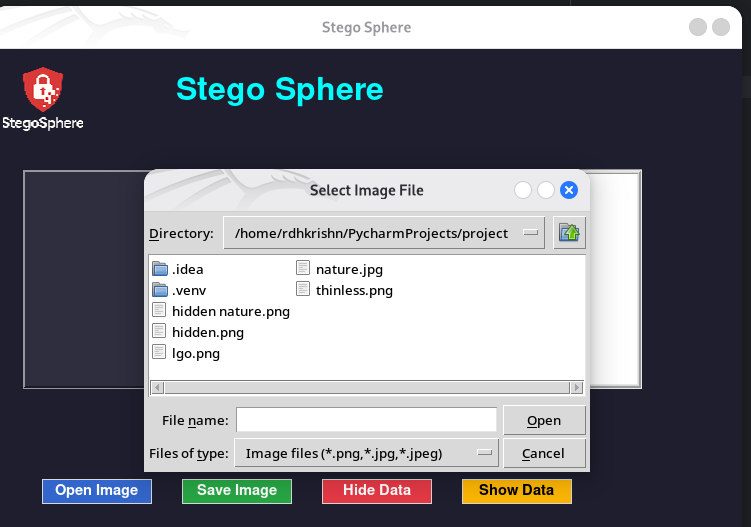 Stego Sphere
StegoSphere
Stego Sphere
Select Image File
Directory: /home/rdhkrishn/PycharmProjects/project
.idea
.venv
hidden nature.png
hidden.png
lgo.png
nature.jpg
thinless.png
File name: Open
Files of type: Image files (*.png,*.jpg,*.jpeg) Cancel
Open Image Save Image Hide Data Show Data